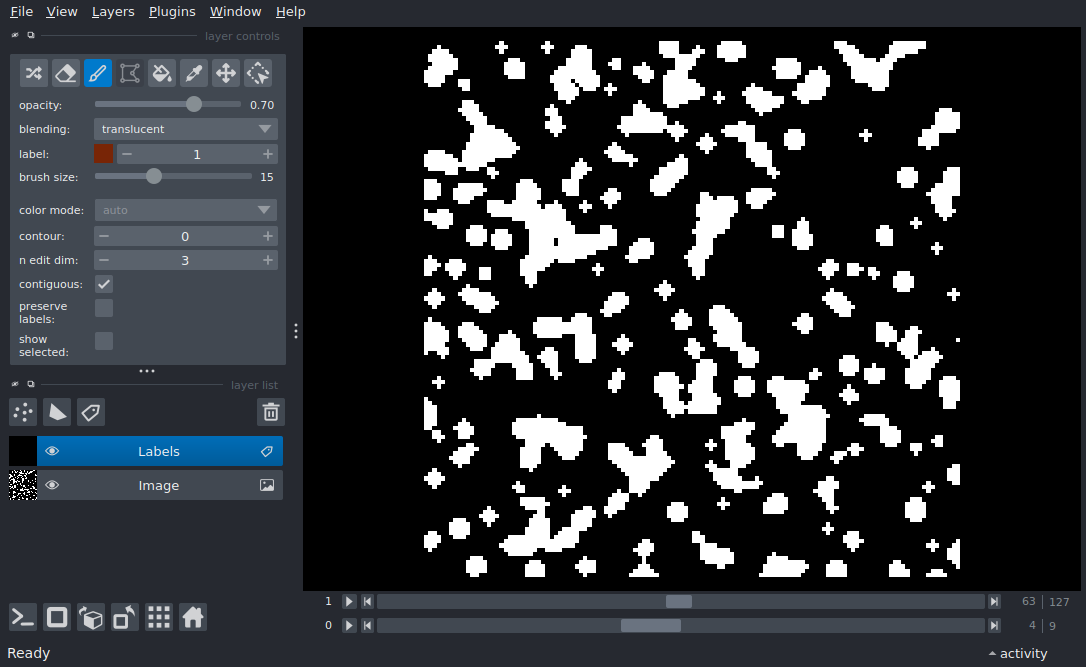 File View Layers Plugins Window Help
layer controls
opacity: 0.70
blending: translucent
label: 1
brush size: 15
color mode: auto
contour: 0
n edit dim: 3
contiguous:
preserve
labels:
show
selected:
layer list
Labels
Image
1 63 127
0 4 9
Ready activity